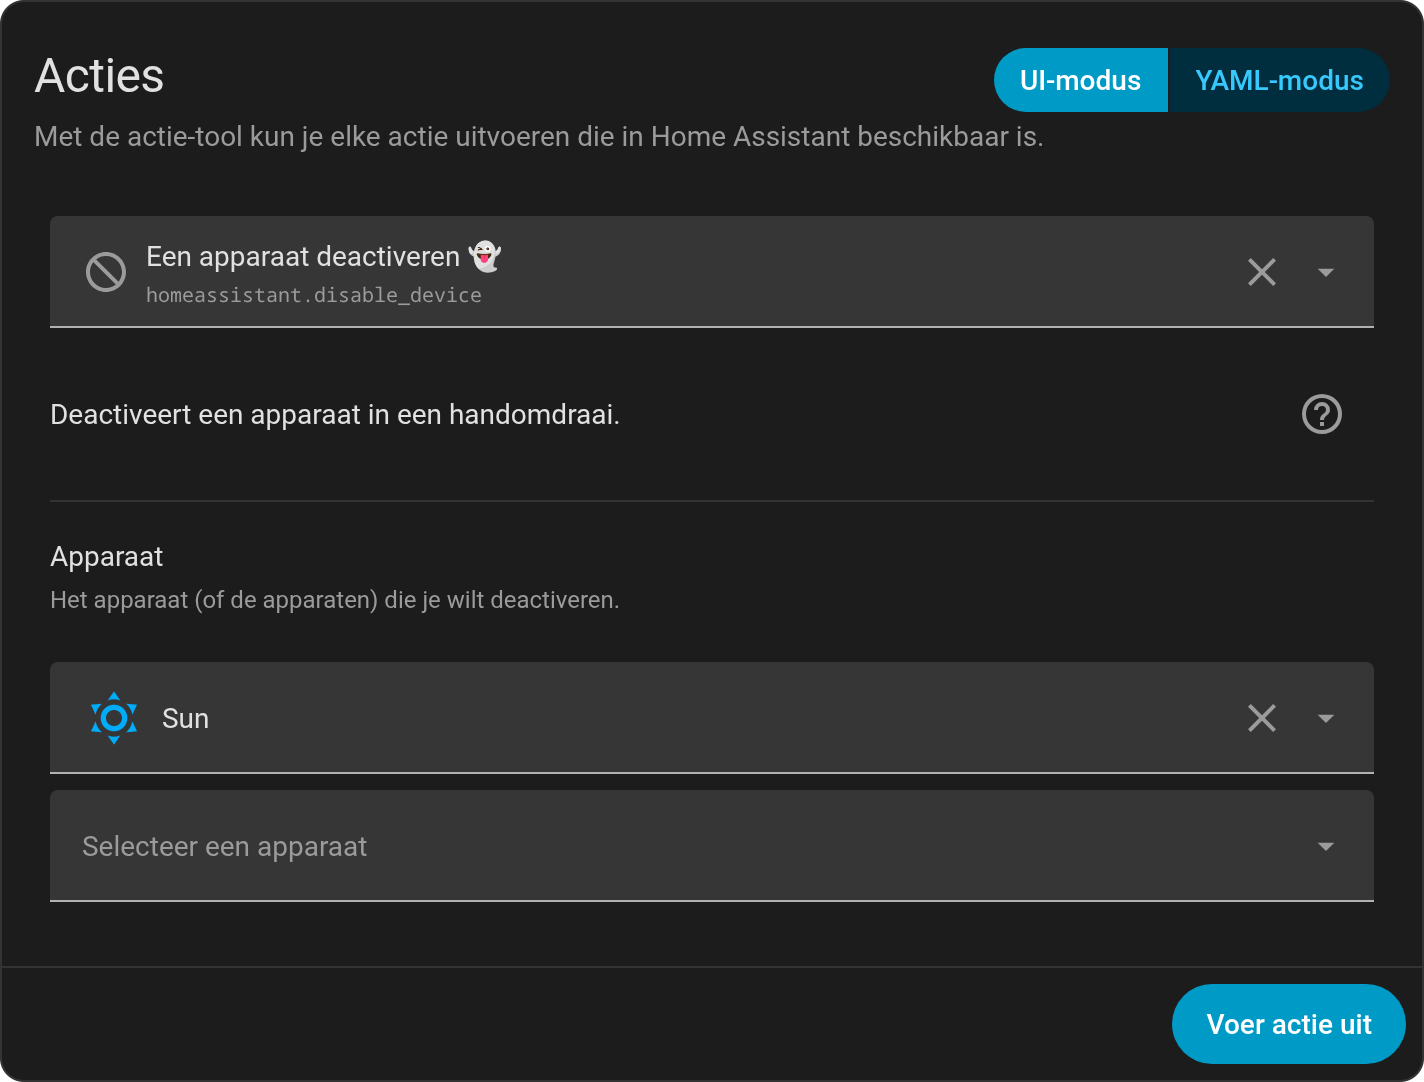 Acties
UI-modus
YAML-modus
Met de actie-tool kun je elke actie uitvoeren die in Home Assistant beschikbaar is.
Een apparaat deactiveren 👻
homeassistant.disable_device
Deactiveert een apparaat in een handomdraai.
Apparaat
Het apparaat (of de apparaten) die je wilt deactiveren.
Sun
Selecteer een apparaat
Voer actie uit